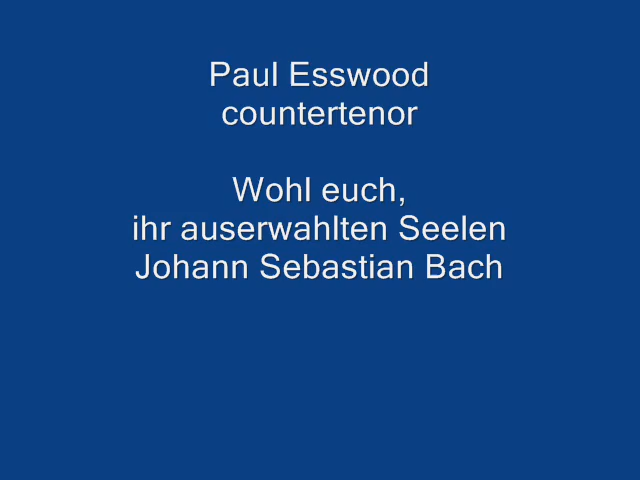 Paul Esswood
countertenor
Wohl euch,
ihr auserwahlten Seelen
Johann Sebastian Bach